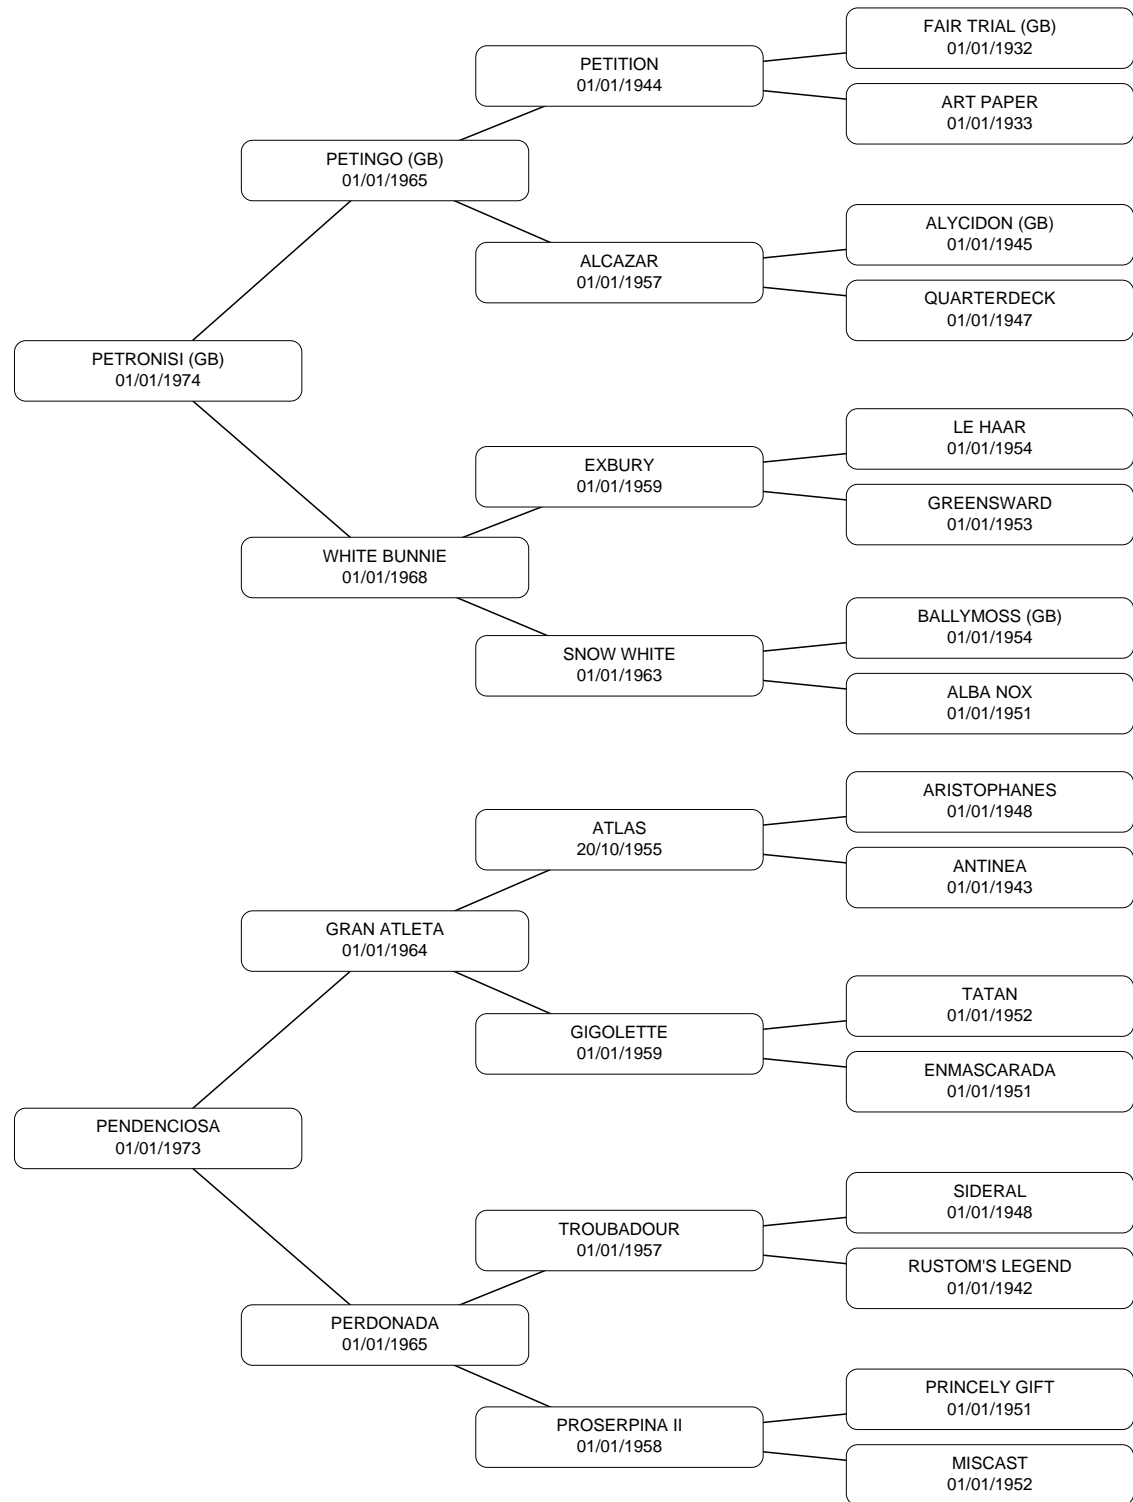 FAIR TRIAL (GB)
01/01/1932
PETITION
01/01/1944
ART PAPER
01/01/1933
PETINGO (GB)
01/01/1965
ALYCIDON (GB)
01/01/1945
ALCAZAR
01/01/1957
QUARTERDECK
01/01/1947
PETRONISI (GB)
01/01/1974
LE HAAR
01/01/1954
EXBURY
01/01/1959
GREENSWARD
01/01/1953
WHITE BUNNIE
01/01/1968
BALLYMOSS (GB)
01/01/1954
SNOW WHITE
01/01/1963
ALBA NOX
01/01/1951
ARISTOPHANES
01/01/1948
ATLAS
20/10/1955
ANTINEA
01/01/1943
GRAN ATLETA
01/01/1964
TATAN
01/01/1952
GIGOLETTE
01/01/1959
ENMASCARADA
01/01/1951
PENDENCIOSA
01/01/1973
SIDERAL
01/01/1948
TROUBADOUR
01/01/1957
RUSTOM'S LEGEND
01/01/1942
PERDONADA
01/01/1965
PRINCELY GIFT
01/01/1951
PROSERPINA II
01/01/1958
MISCAST
01/01/1952